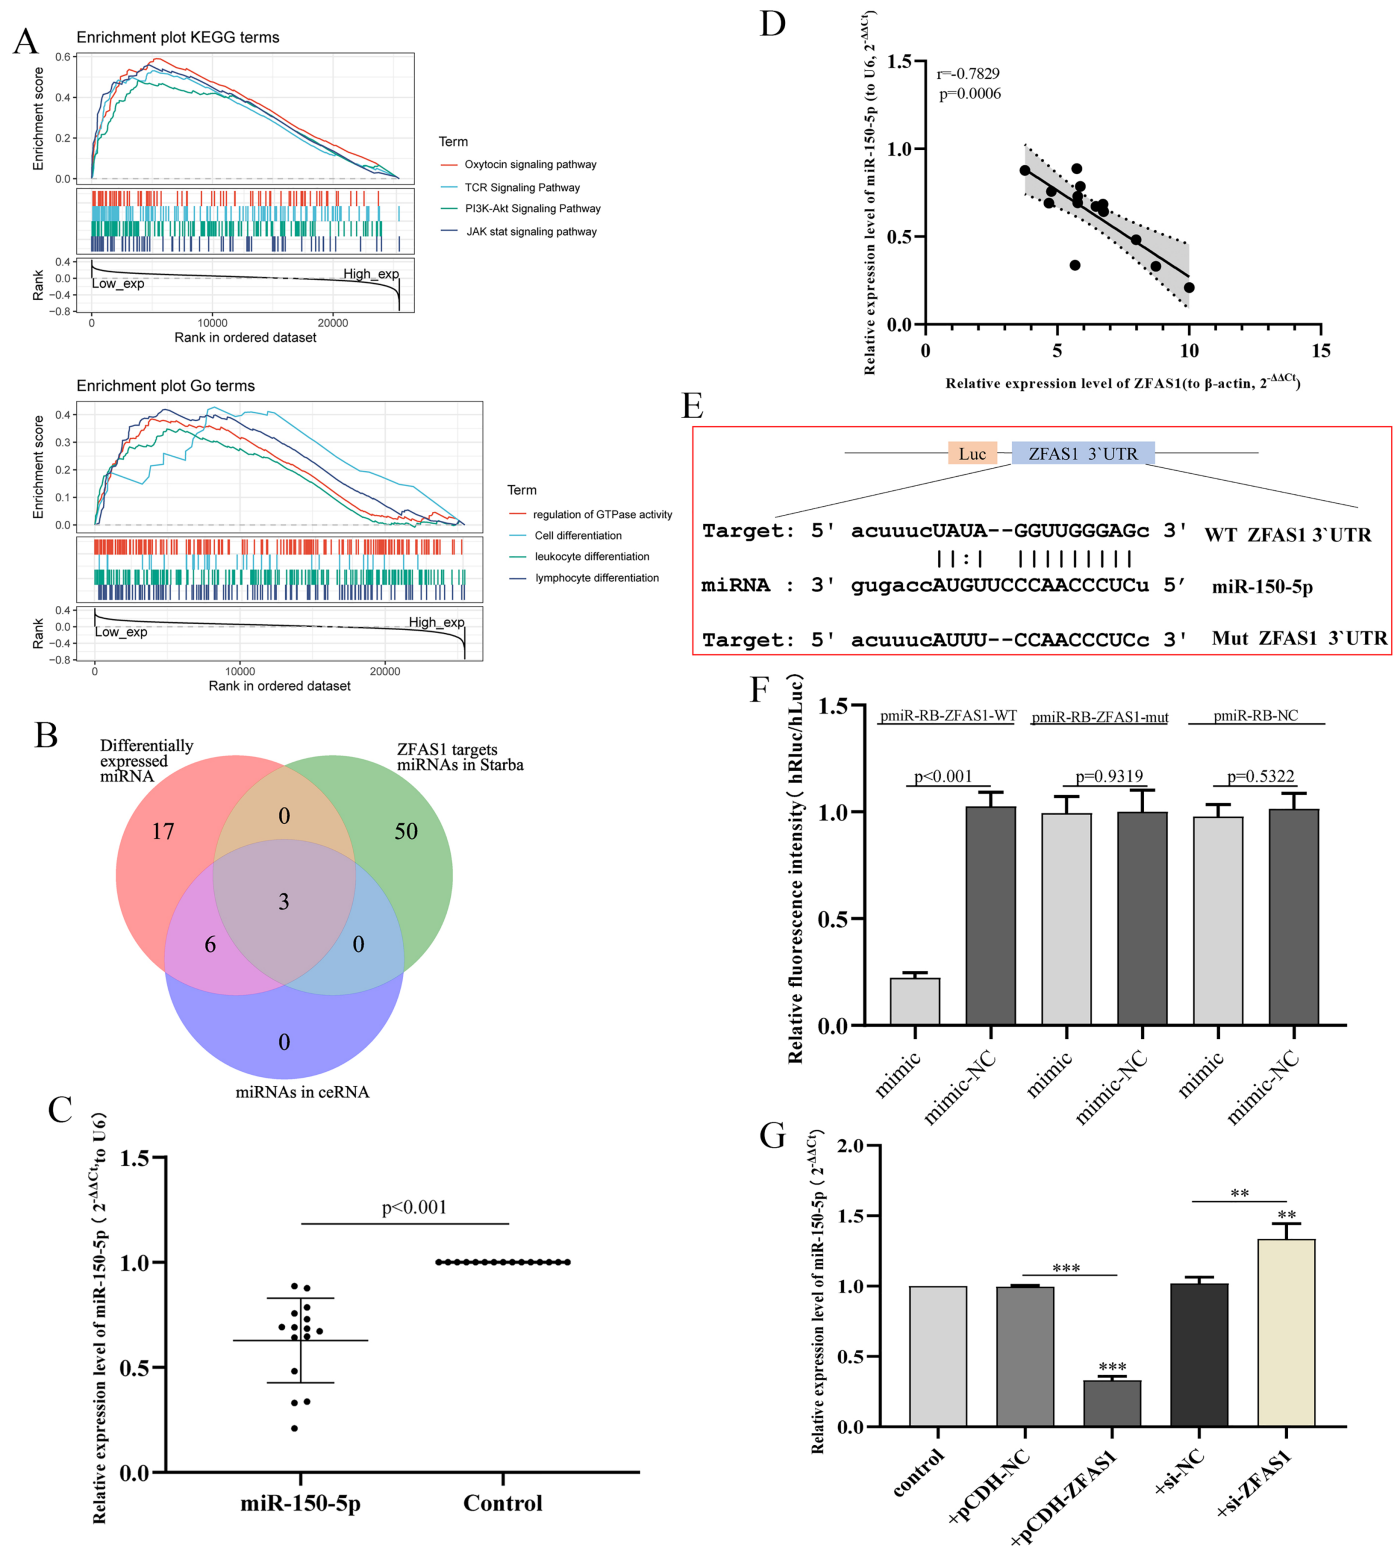 A
Enrichment plot KEGG terms
Enrichment score
0.6
0.4
0.2
0.0
Term
Oxytocin signaling pathway
TCR Signaling Pathway
PI3K-Akt Signaling Pathway
JAK stat signaling pathway
Rank
0.4
0.0
−0.4
−0.8
Low_exp
High_exp
0
10000
20000
Rank in ordered dataset
Enrichment plot Go terms
Enrichment score
0.4
0.3
0.2
0.1
0.0
Term
regulation of GTPase activity
Cell differentiation
leukocyte differentiation
lymphocyte differentiation
Rank
0.4
0.0
−0.4
−0.8
Low_exp
High_exp
0
10000
20000
Rank in ordered dataset
B
Differentially
expressed
miRNA
ZFAS1 targets
miRNAs in Starba
17
0
50
3
6
0
0
miRNAs in ceRNA
C
Relative expression level of miR-150-5p ( 2-ΔΔCt,to U6)
1.5
1.0
0.5
0.0
p<0.001
miR-150-5p
Control
D
Relative expression level of miR-150-5p (to U6, 2-ΔΔCt)
1.5
1.0
0.5
0.0
r=-0.7829
p=0.0006
0
5
10
15
Relative expression level of ZFAS1(to β-actin, 2-ΔΔCt)
E
Luc
ZFAS1 3`UTR
Target: 5' acuuucUAUA--GGUUGGGAGc 3' WT ZFAS1 3`UTR
||:| |||||||||
miRNA : 3' gugaccAUGUUCCCAACCCUCu 5’ miR-150-5p
Target: 5' acuuucAUUU--CCAACCCUCc 3' Mut ZFAS1 3`UTR
F
Relative fluorescence intensity( hRluc/hLuc)
1.5
1.0
0.5
0.0
pmiR-RB-ZFAS1-WT
pmiR-RB-ZFAS1-mut
pmiR-RB-NC
p<0.001
p=0.9319
p=0.5322
mimic
mimic-NC
mimic
mimic-NC
mimic
mimic-NC
G
Relative expression level of miR-150-5p ( 2-ΔΔCt)
2.0
1.5
1.0
0.5
0.0
***
***
**
**
control
+pCDH-NC
+pCDH-ZFAS1
+si-NC
+si-ZFAS1